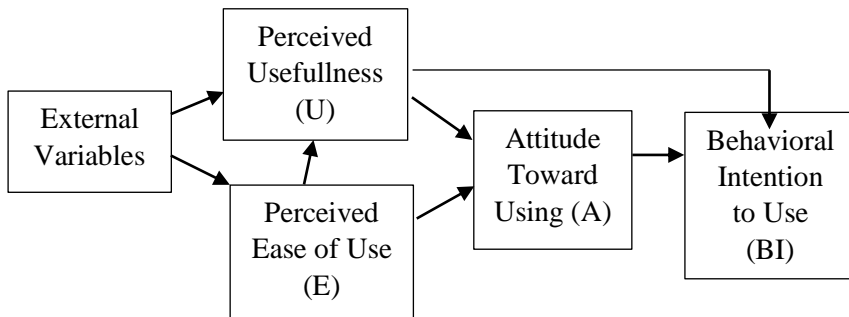 External
Variables
Perceived
Usefullness
(U)
Perceived
Ease of Use
(E)
Attitude
Toward
Using (A)
Behavioral
Intention
to Use
(BI)